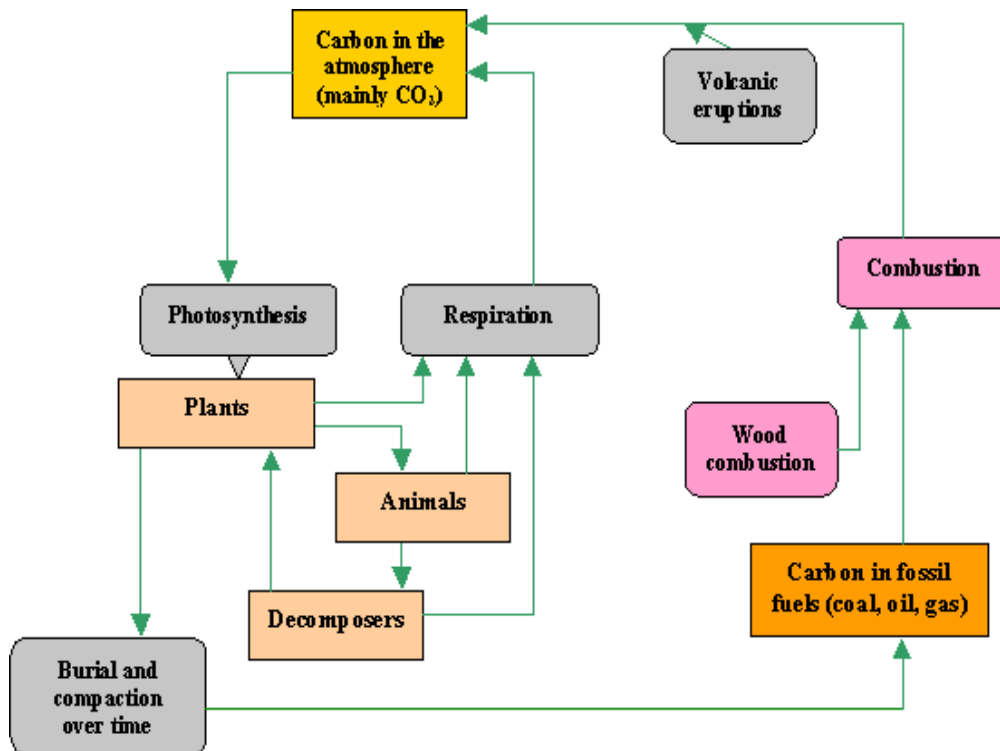 Carbon in the
atmosphere
(mainly CO₂)
Volcanic
eruptions
Combustion
Photosynthesis
Respiration
Plants
Wood
combustion
Animals
Carbon in fossil
fuels (coal, oil, gas)
Decomposers
Burial and
compaction
over time